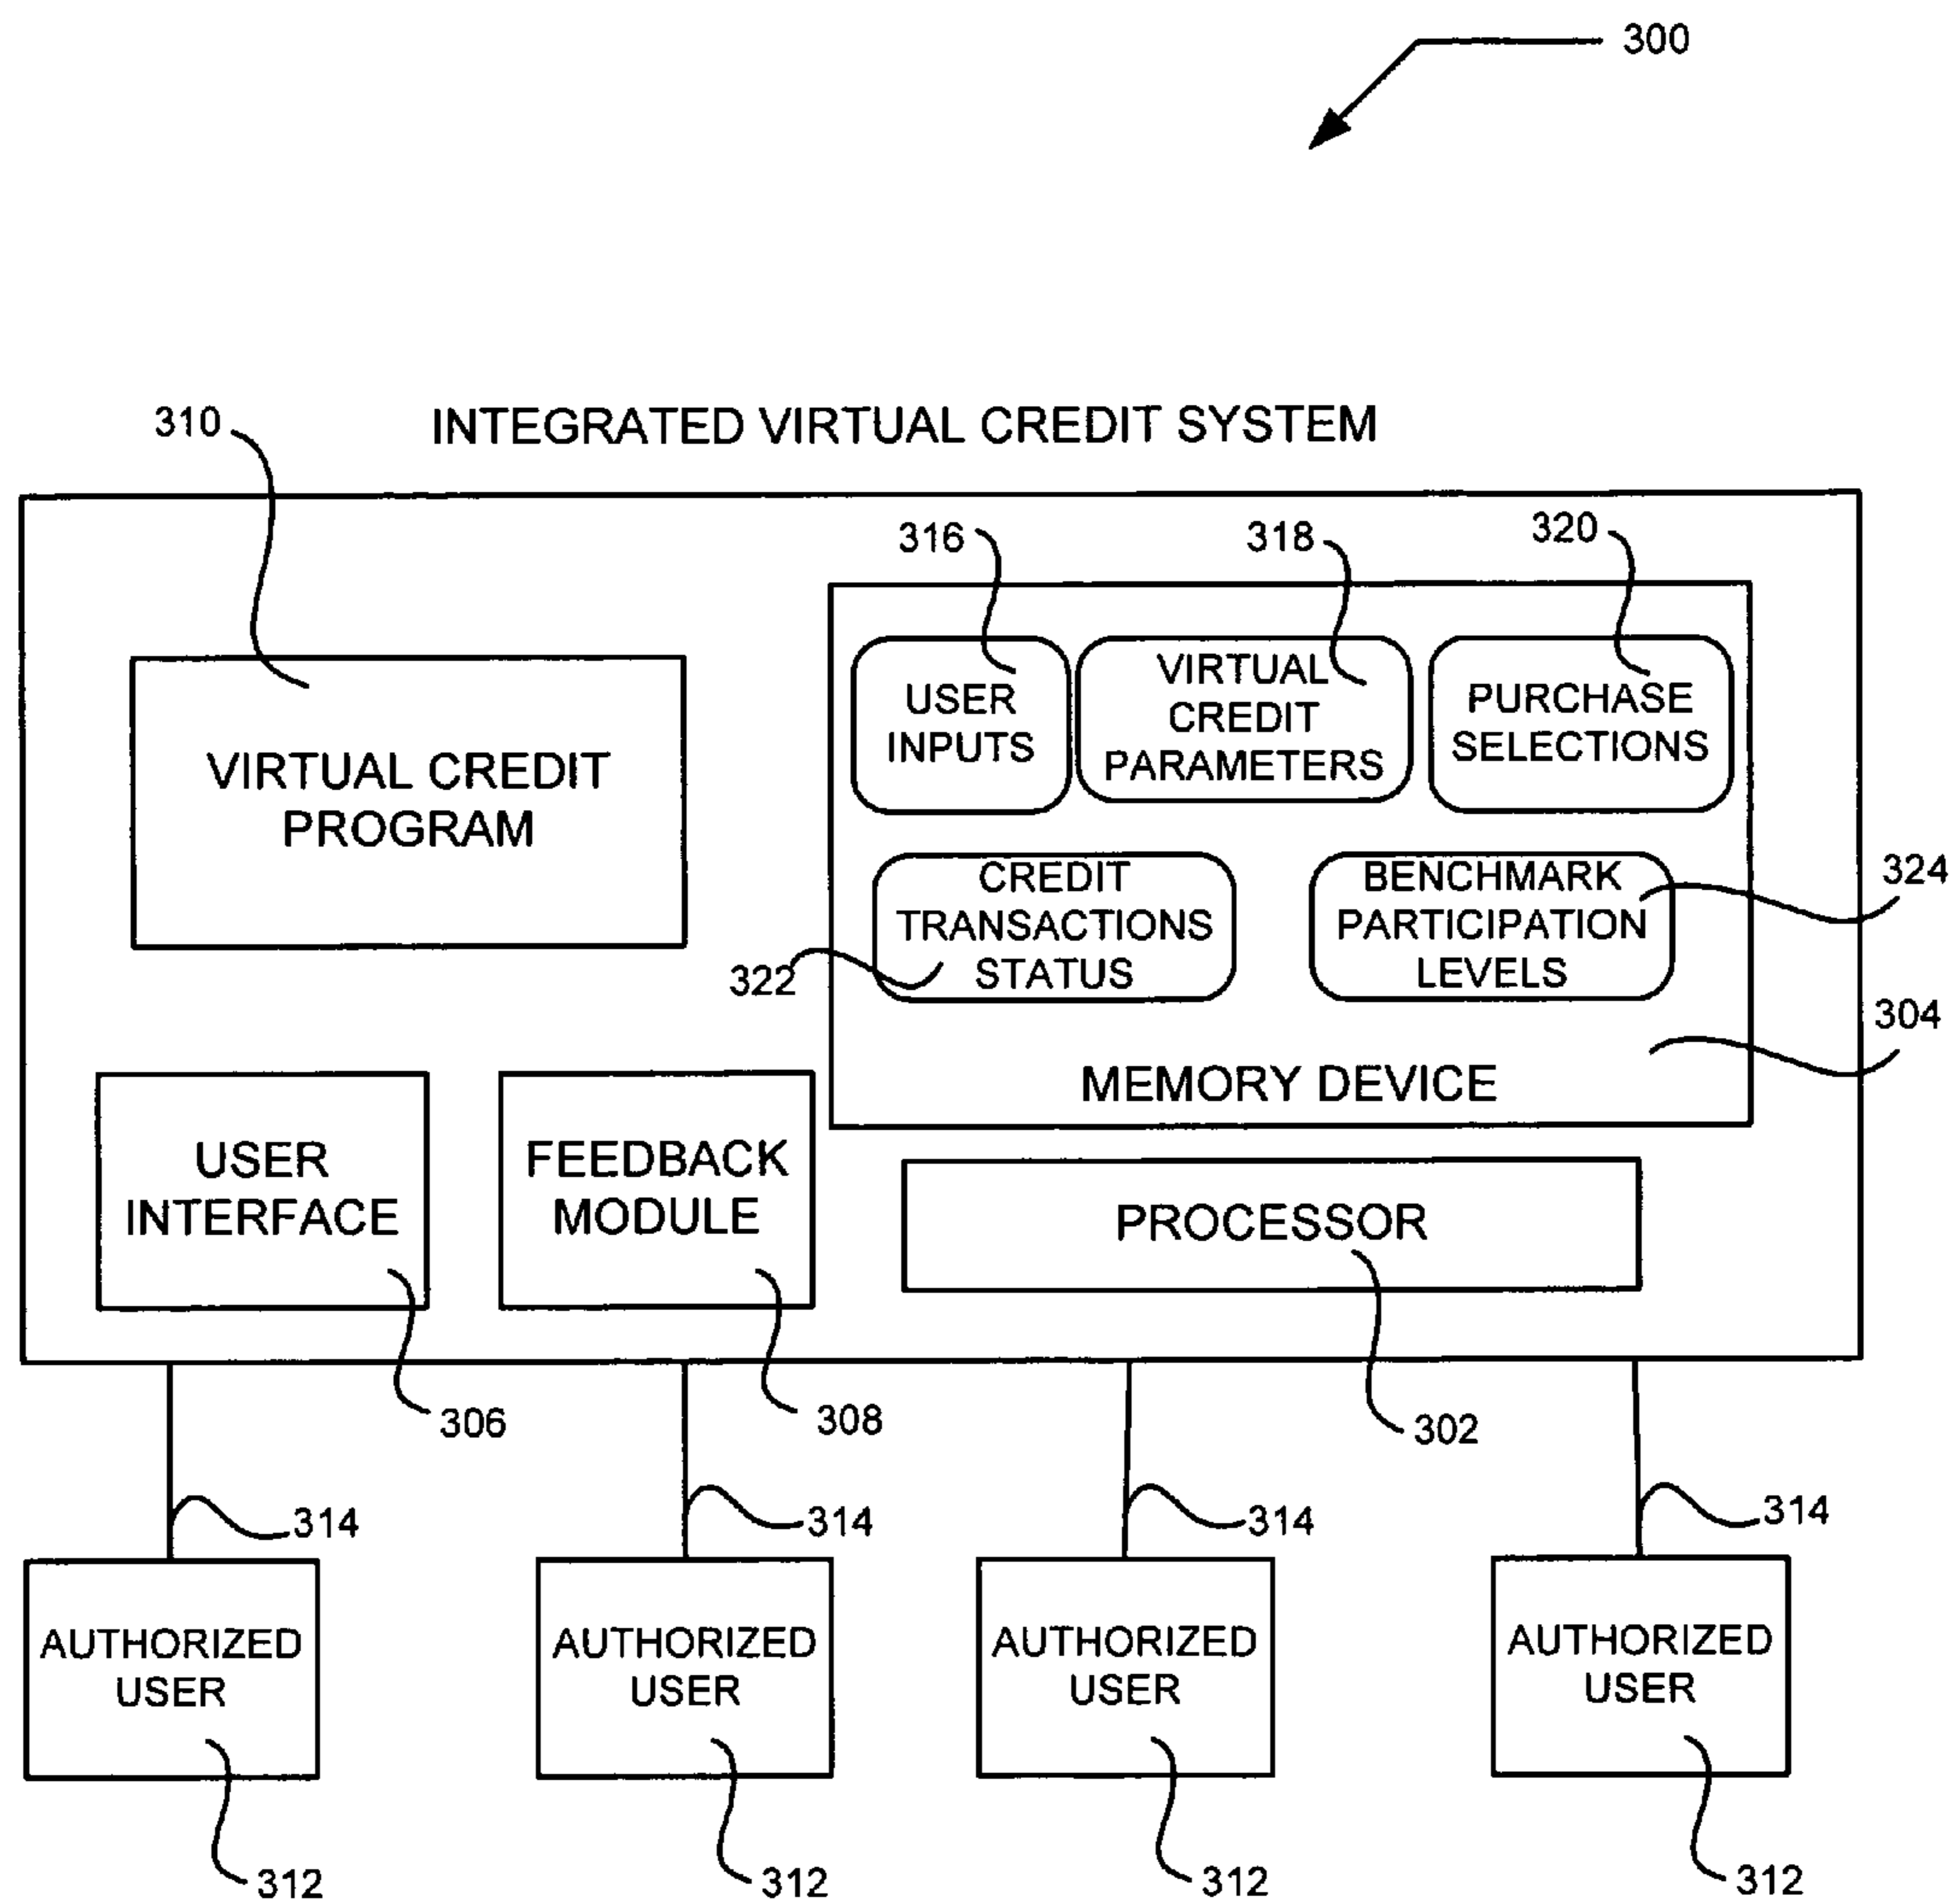 300
310
INTEGRATED VIRTUAL CREDIT SYSTEM
316
318
320
VIRTUAL CREDIT
PROGRAM
USER
INPUTS
VIRTUAL
CREDIT
PARAMETERS
PURCHASE
SELECTIONS
CREDIT
TRANSACTIONS
STATUS
322
BENCHMARK
PARTICIPATION
LEVELS
324
304
MEMORY DEVICE
USER
INTERFACE
FEEDBACK
MODULE
PROCESSOR
306
308
302
314
314
314
314
AUTHORIZED
USER
AUTHORIZED
USER
AUTHORIZED
USER
AUTHORIZED
USER
312
312
312
312